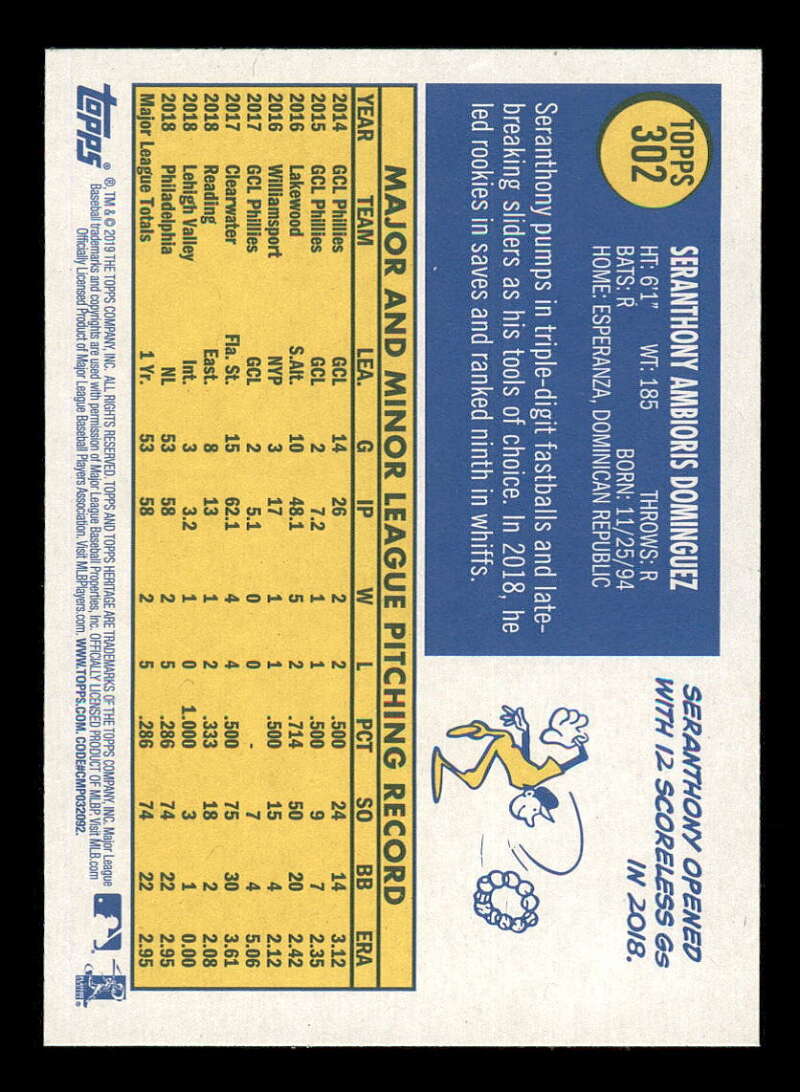 TOPPS
302
SERANTHONY AMBIORIS DOMINGUEZ
HT: 6'1" WT: 185 THROWS: R
BATS: R BORN: 11/25/94
HOME: ESPERANZA, DOMINICAN REPUBLIC
Seranthony pumps in triple-digit fastballs and late-
breaking sliders as his tools of choice. In 2018, he
led rookies in saves and ranked ninth in whiffs.
SERANTHONY OPENED
WITH 12 SCORELESS GS
IN 2018.
MAJOR AND MINOR LEAGUE PITCHING RECORD
YEAR TEAM LEA. G IP W L PCT SO BB ERA
2014 GCL Phillies GCL 14 26 2 2 .500 24 14 3.12
2015 GCL Phillies GCL 2 7.2 1 1 .500 9 7 2.35
2016 Lakewood S.Atl. 10 48.1 5 2 .714 50 20 2.42
2016 Williamsport NYP 3 17 1 1 .500 15 4 2.12
2017 GCL Phillies GCL 2 5.1 0 0 - 7 4 5.06
2017 Clearwater Fla. St. 15 62.1 4 4 .500 75 30 3.61
2018 Reading East. 8 13 1 2 .333 18 2 2.08
2018 Lehigh Valley Int. 3 3.2 1 0 1.000 3 1 0.00
2018 Philadelphia NL 53 58 2 5 .286 74 22 2.95
Major League Totals 1 Yr. 53 58 2 5 .286 74 22 2.95
topps®
®, TM & © 2019 THE TOPPS COMPANY, INC. ALL RIGHTS RESERVED. TOPPS AND TOPPS HERITAGE ARE TRADEMARKS OF THE TOPPS COMPANY, INC. Major League
Baseball trademarks and copyrights are used with permission of Major League Baseball Properties, Inc. OFFICIALLY LICENSED PRODUCT OF MLBP. Visit MLB.com
Officially Licensed Product of Major League Baseball Players Association. Visit MLBPlayers.com. WWW.TOPPS.COM. CODE#CMP032092.